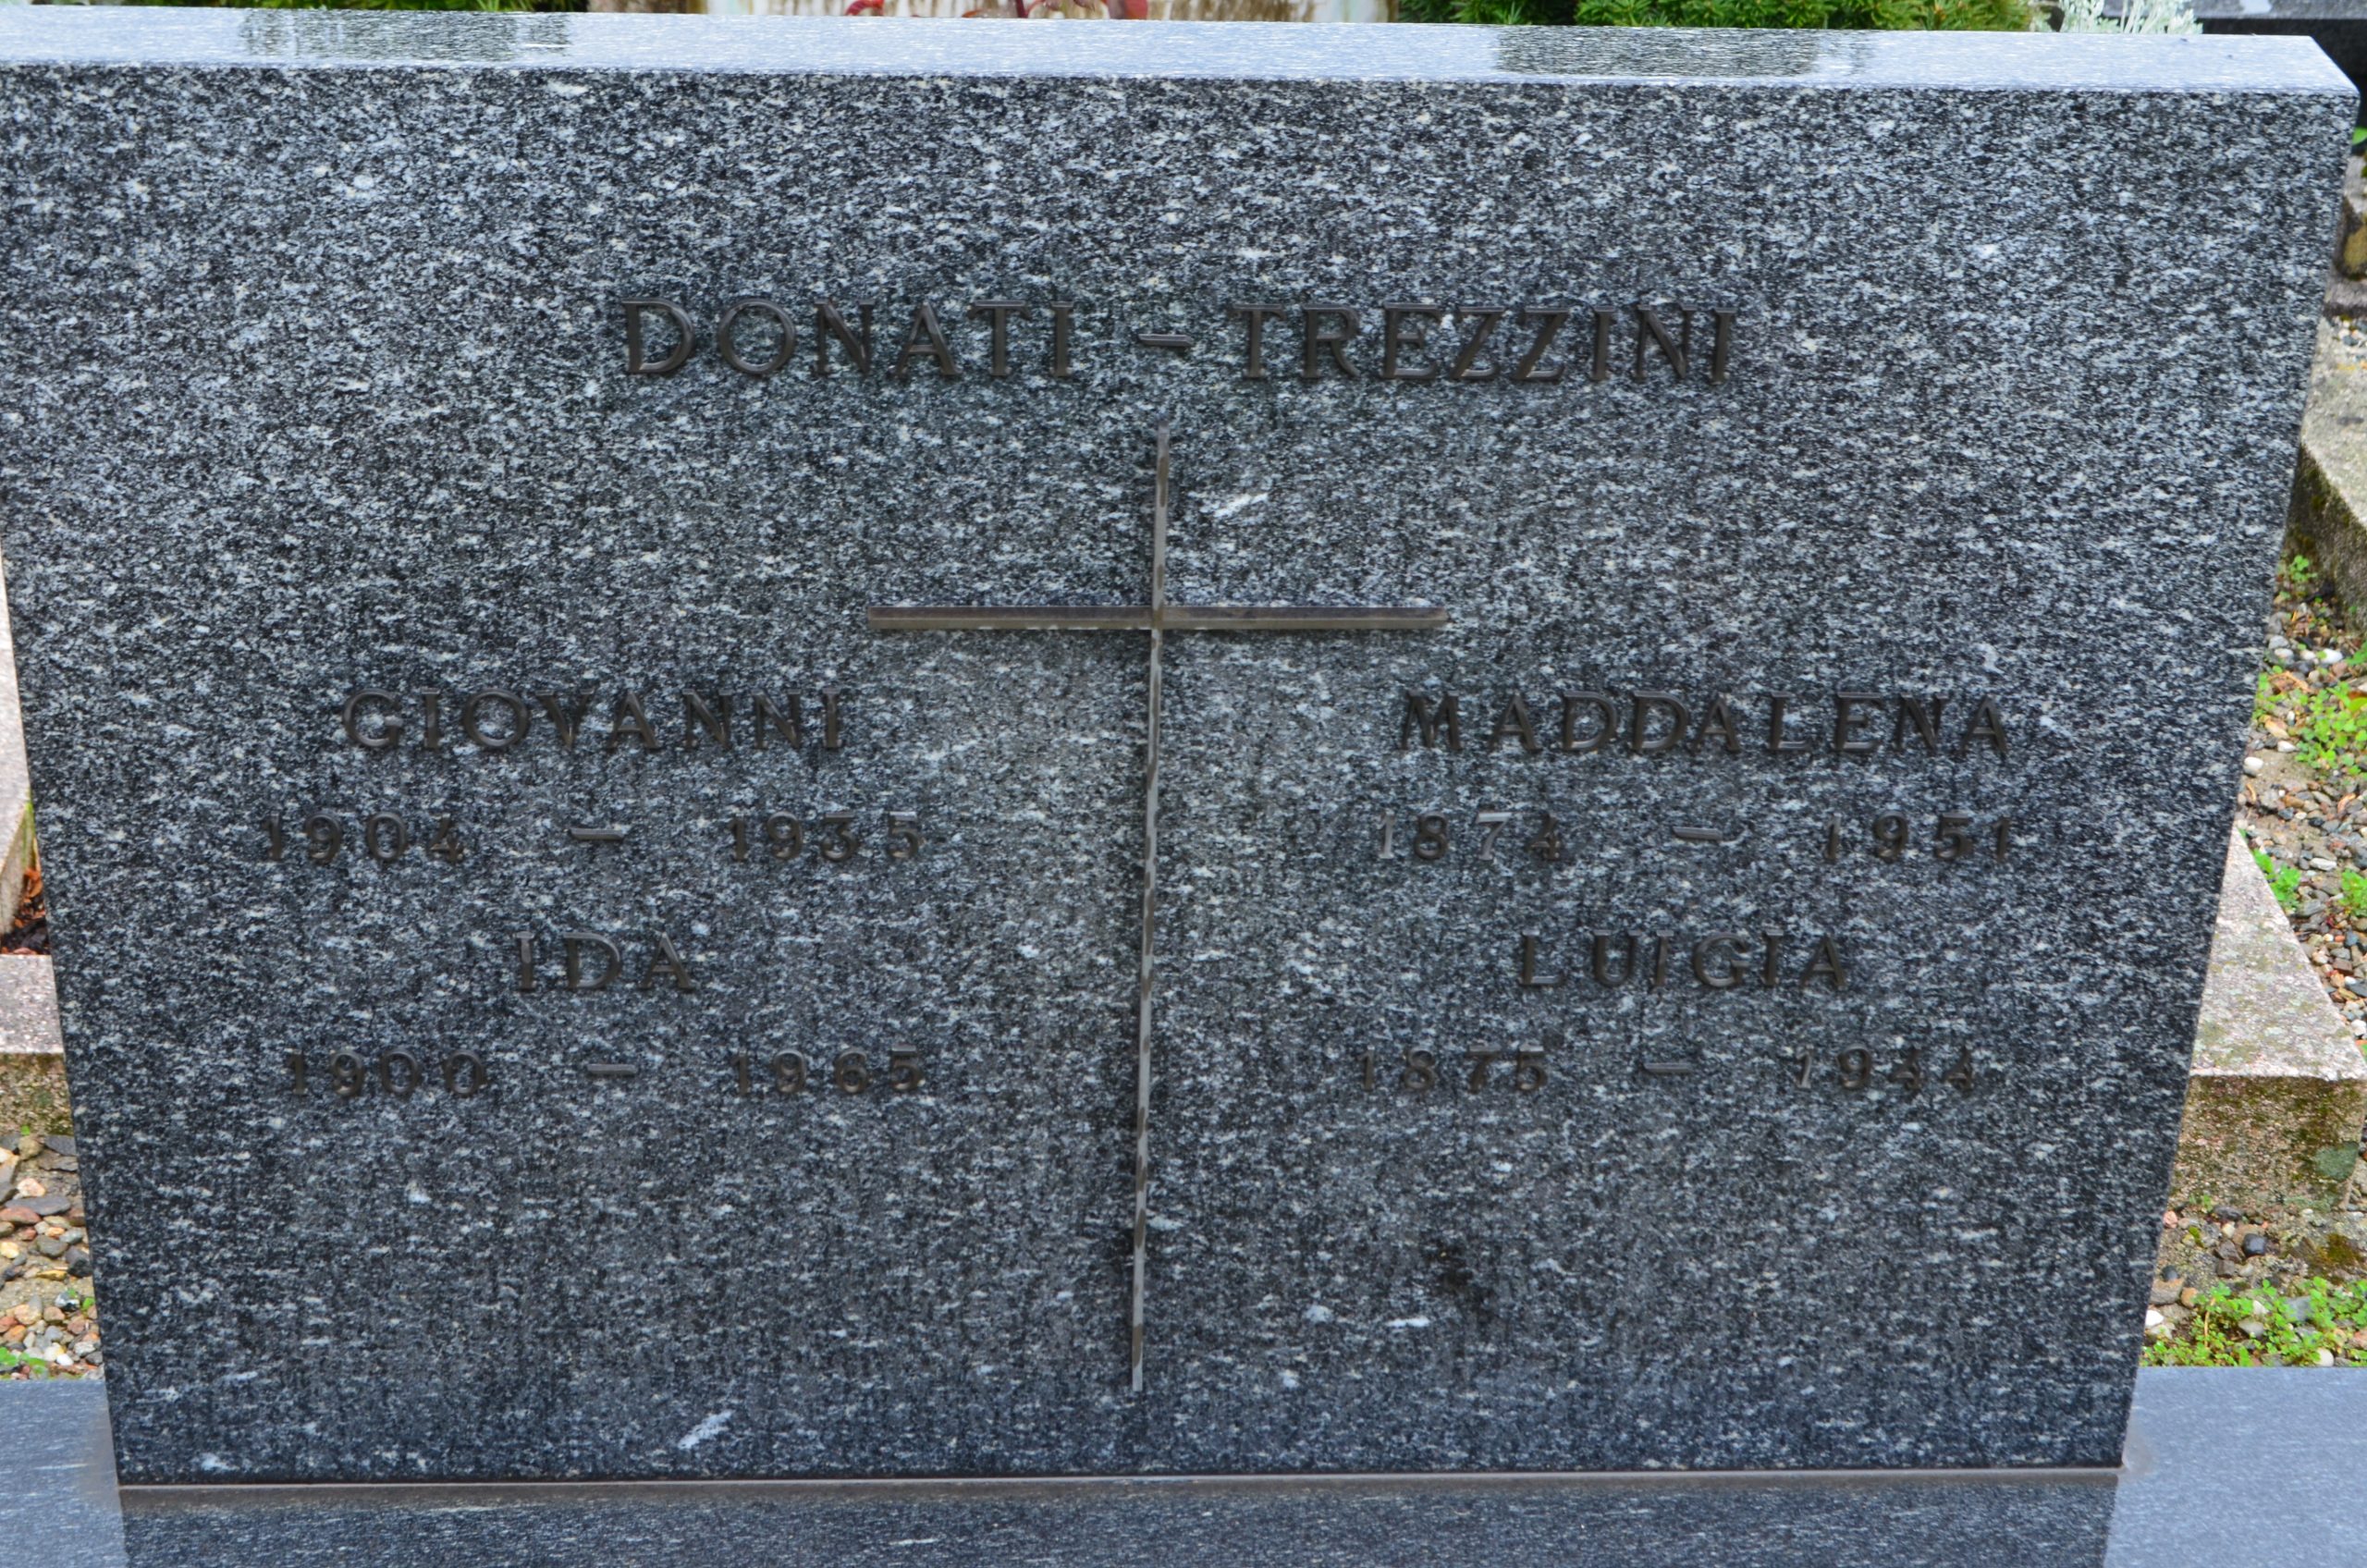 DONATI - TREZZINI
GIOVANNI
1904 - 1935
IDA
1900 - 1965
MADDALENA
1874 - 1951
LUIGIA
1875 - 1944